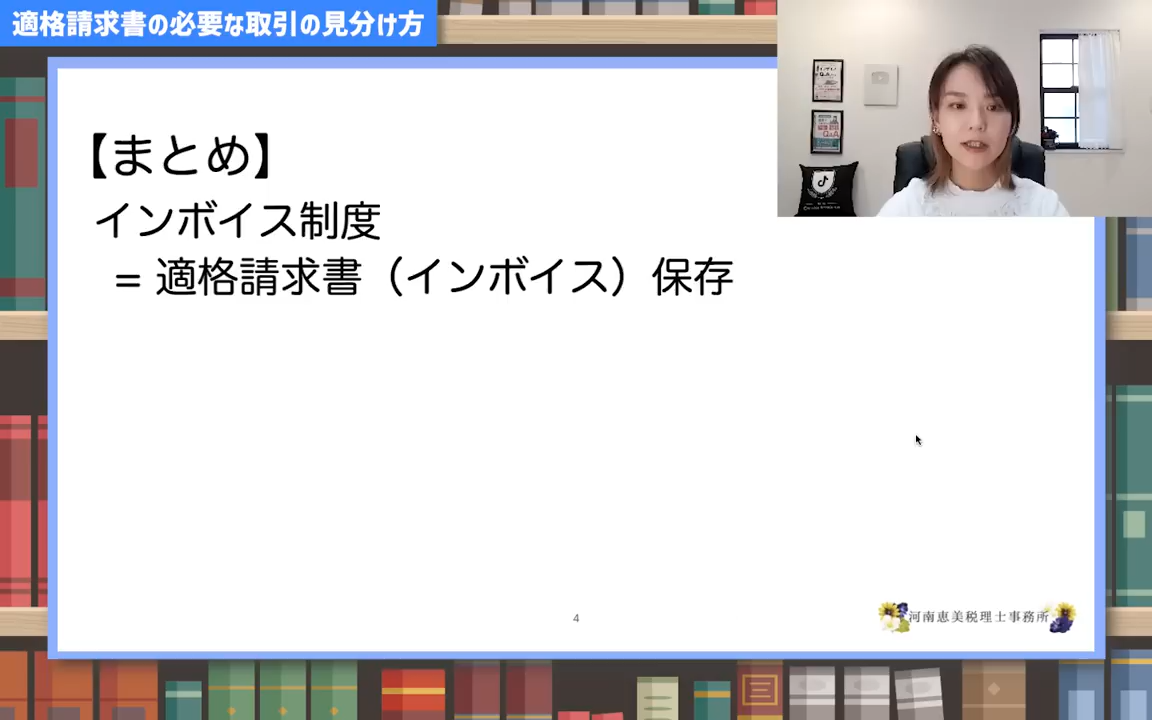 適格請求書の必要な取引の見分け方
【まとめ】
インボイス制度
= 適格請求書（インボイス）保存
Q&A
Q&A
4
河南恵美税理士事務所